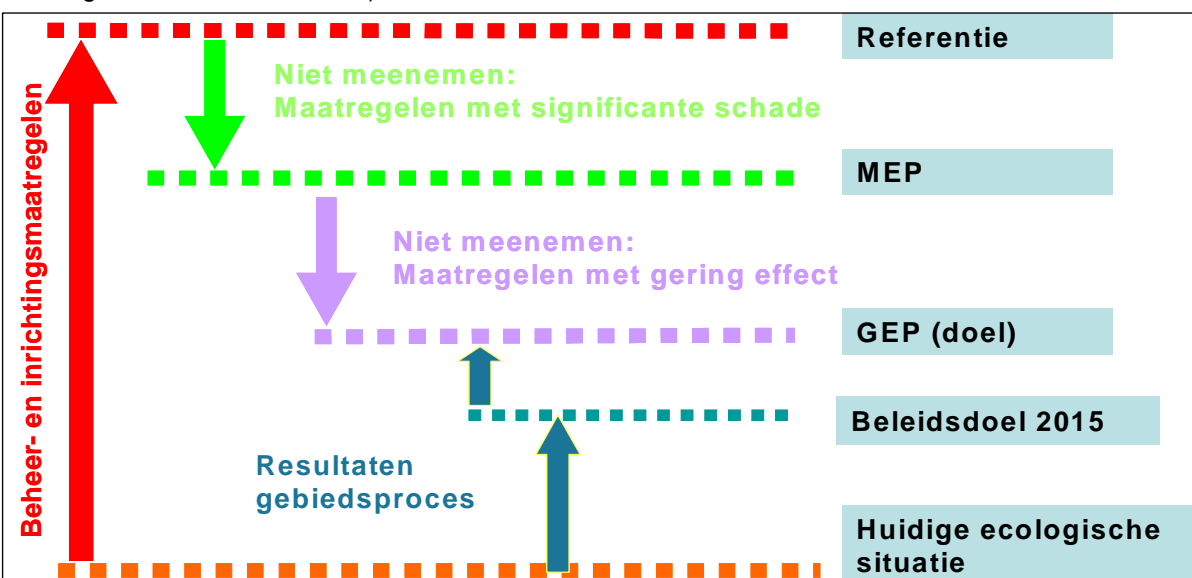 Referentie
Niet meenemen:
Maatregelen met significante schade
MEP
Niet meenemen:
Maatregelen met gering effect
GEP (doel)
Beleidsdoel 2015
Resultaten
gebiedsproces
Huidige ecologische
situatie
Beheer- en inrichtingsmaatregelen